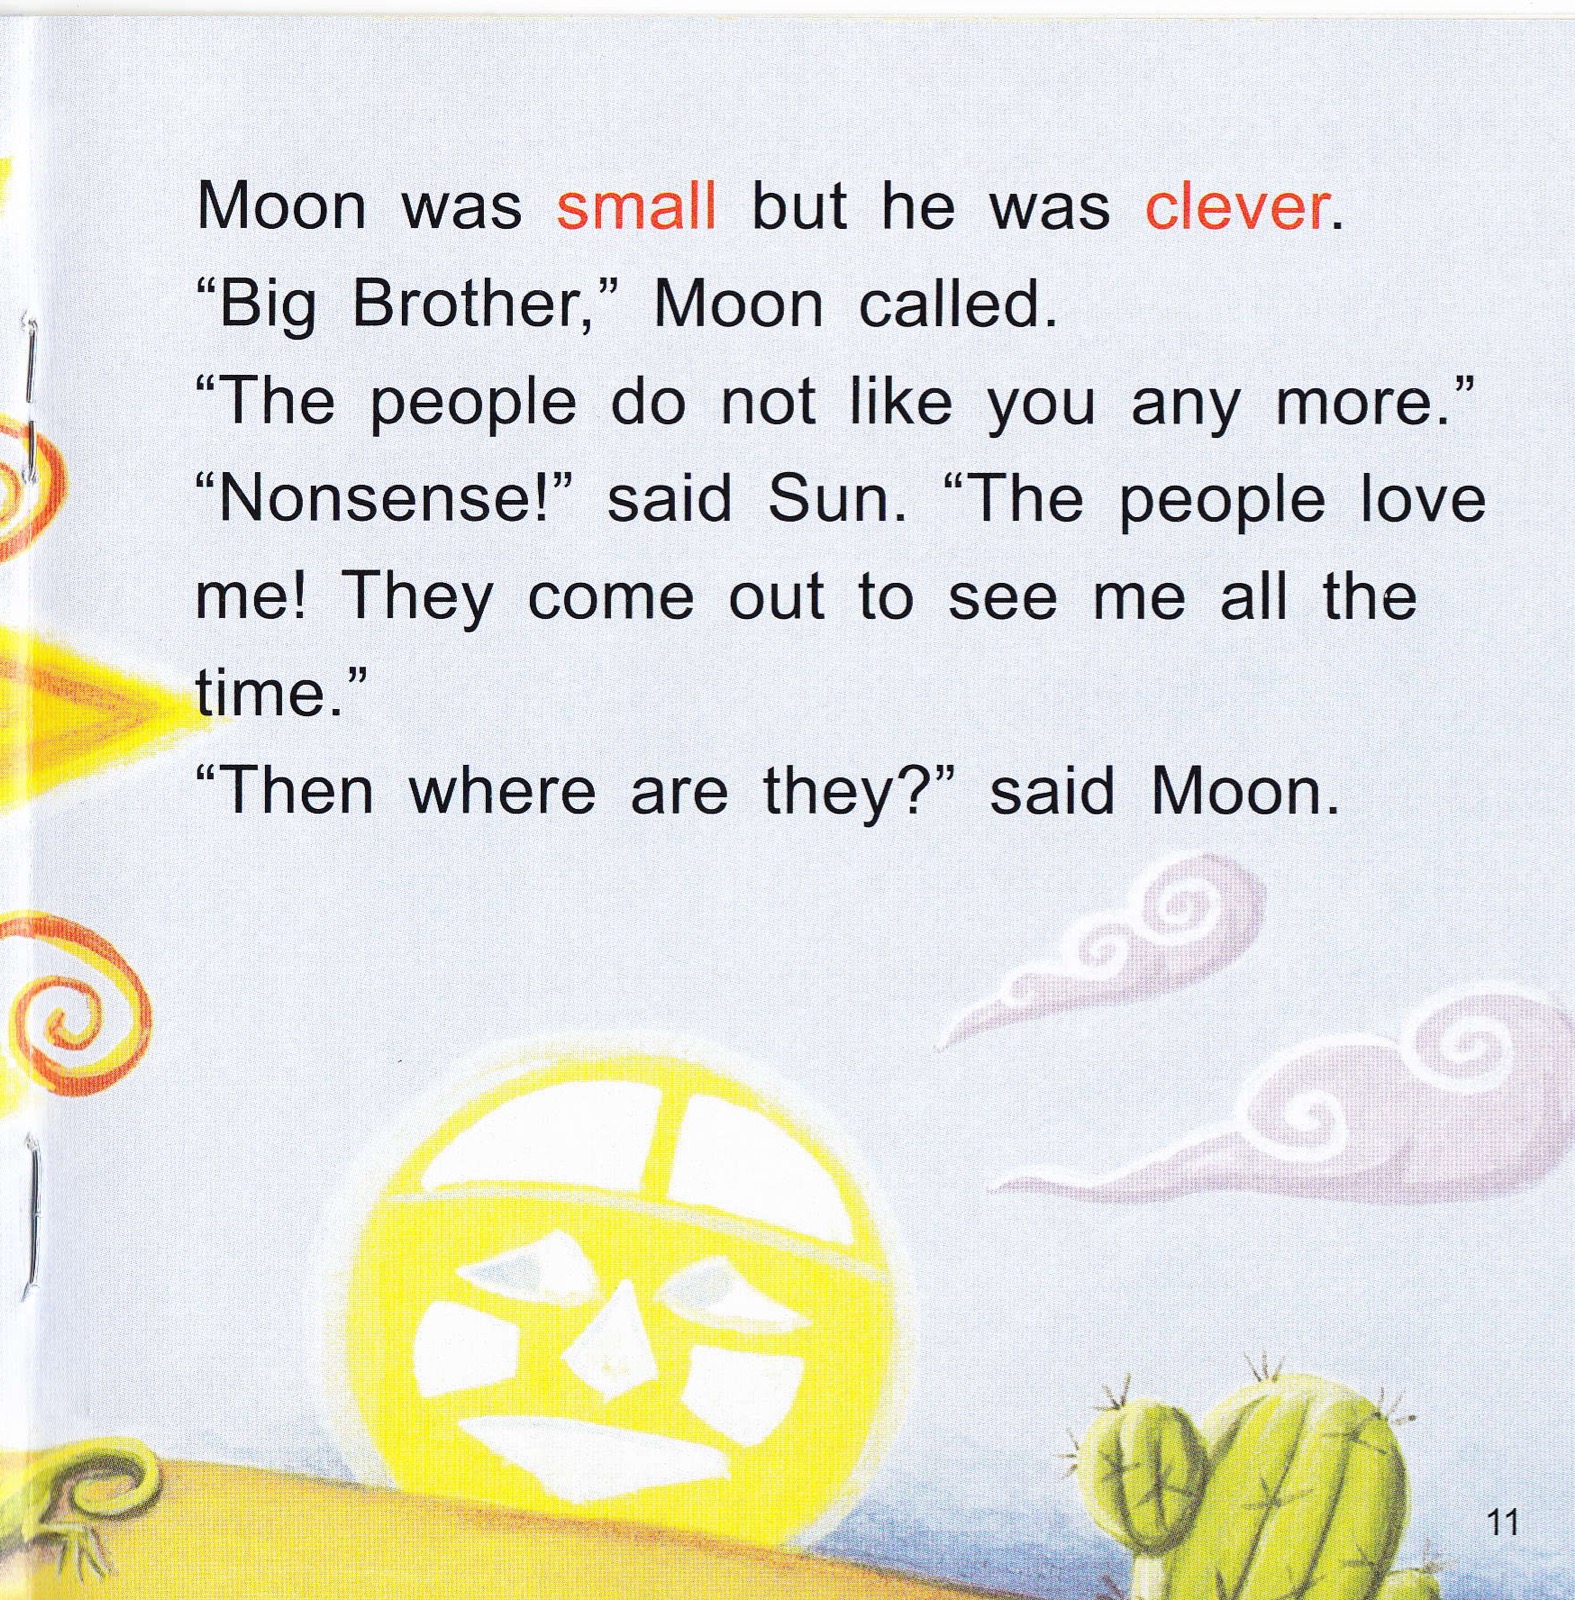 Moon was small but he was clever.
“Big Brother,” Moon called.
“The people do not like you any more.”
“Nonsense!” said Sun. “The people love
me! They come out to see me all the
time.”
“Then where are they?” said Moon.
11